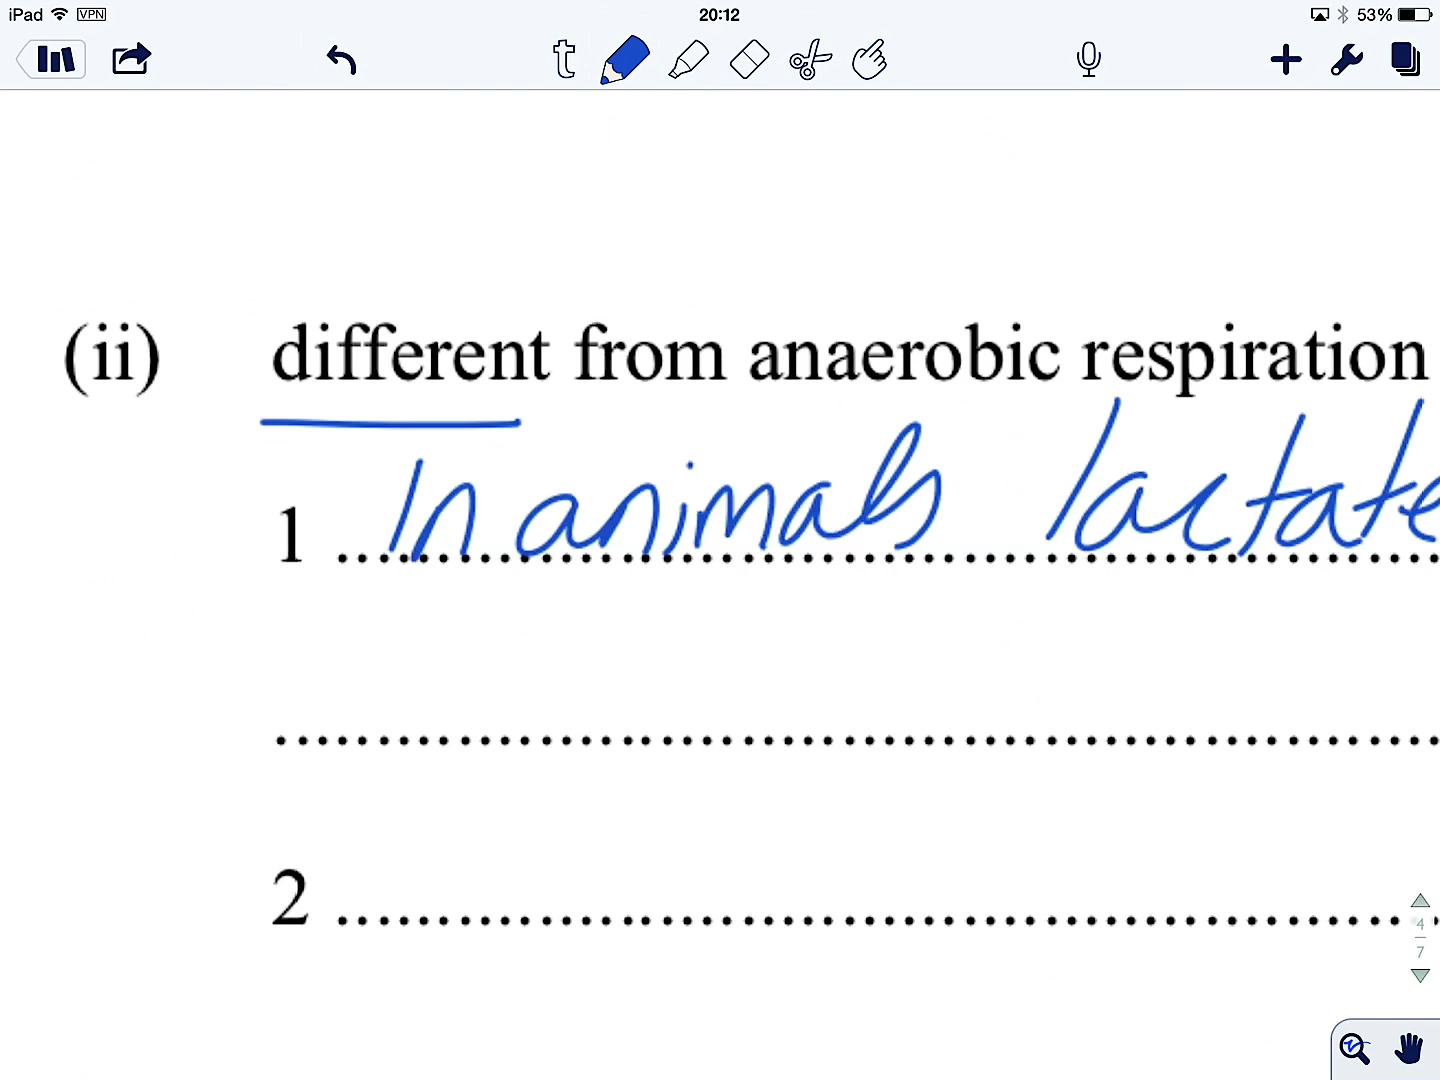 iPad VPN 20:12 53%
t
(ii) different from anaerobic respiration
1 In animals lactate
2
4
7